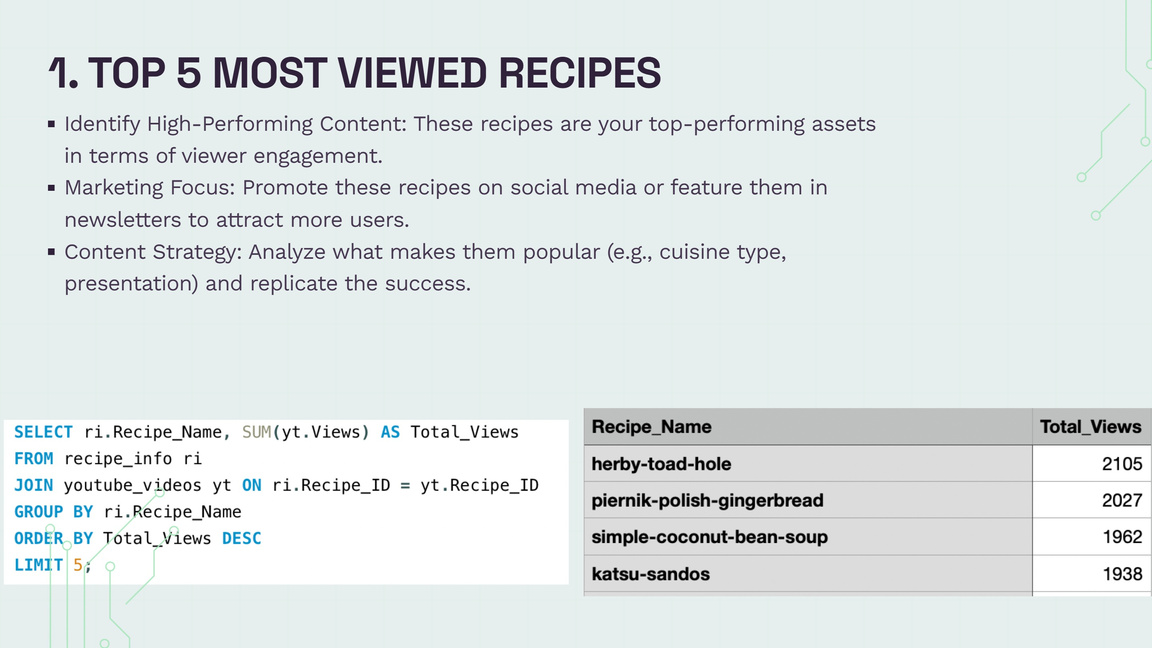 1. TOP 5 MOST VIEWED RECIPES
▪ Identify High-Performing Content: These recipes are your top-performing assets
in terms of viewer engagement.
▪ Marketing Focus: Promote these recipes on social media or feature them in
newsletters to attract more users.
▪ Content Strategy: Analyze what makes them popular (e.g., cuisine type,
presentation) and replicate the success.
SELECT ri.Recipe_Name, SUM(yt.Views) AS Total_Views
FROM recipe_info ri
JOIN youtube_videos yt ON ri.Recipe_ID = yt.Recipe_ID
GROUP BY ri.Recipe_Name
ORDER BY Total_Views DESC
LIMIT 5;
Recipe_Name Total_Views
herby-toad-hole 2105
piernik-polish-gingerbread 2027
simple-coconut-bean-soup 1962
katsu-sandos 1938